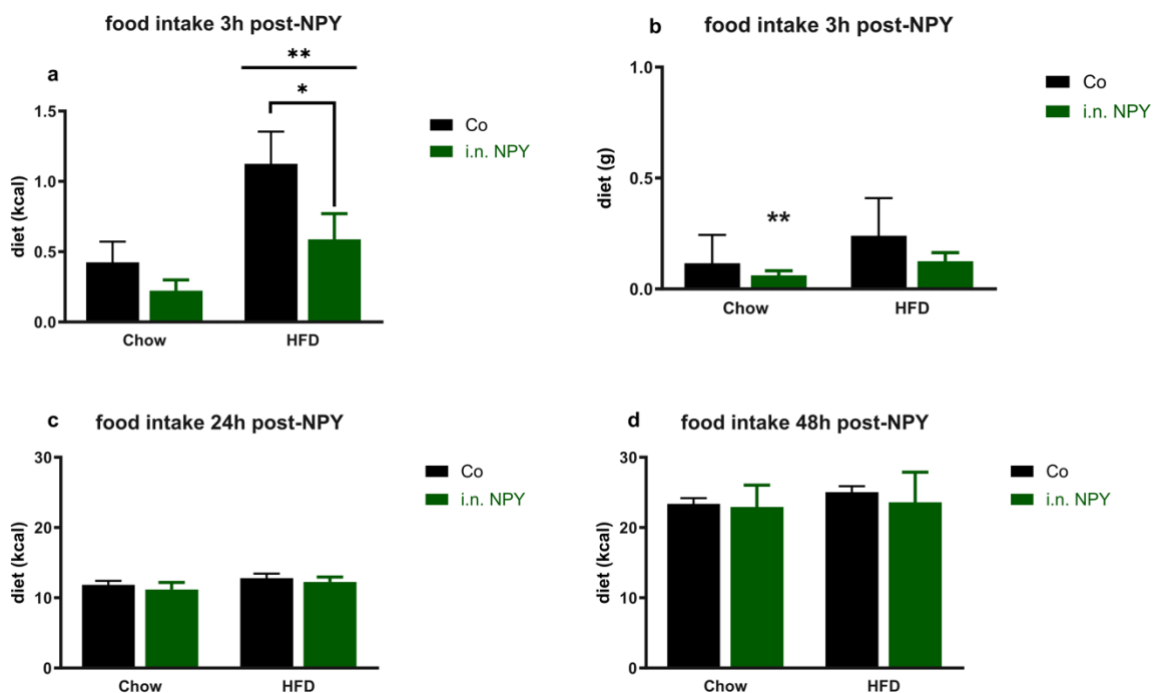 food intake 3h post-NPY
a
**
*
1.5
1.0
0.5
0.0
diet (kcal)
Chow
HFD
Co
i.n. NPY
b
food intake 3h post-NPY
1.0
0.5
0.0
diet (g)
**
Chow
HFD
Co
i.n. NPY
c
food intake 24h post-NPY
30
20
10
0
diet (kcal)
Chow
HFD
Co
i.n. NPY
d
food intake 48h post-NPY
30
20
10
0
diet (kcal)
Chow
HFD
Co
i.n. NPY